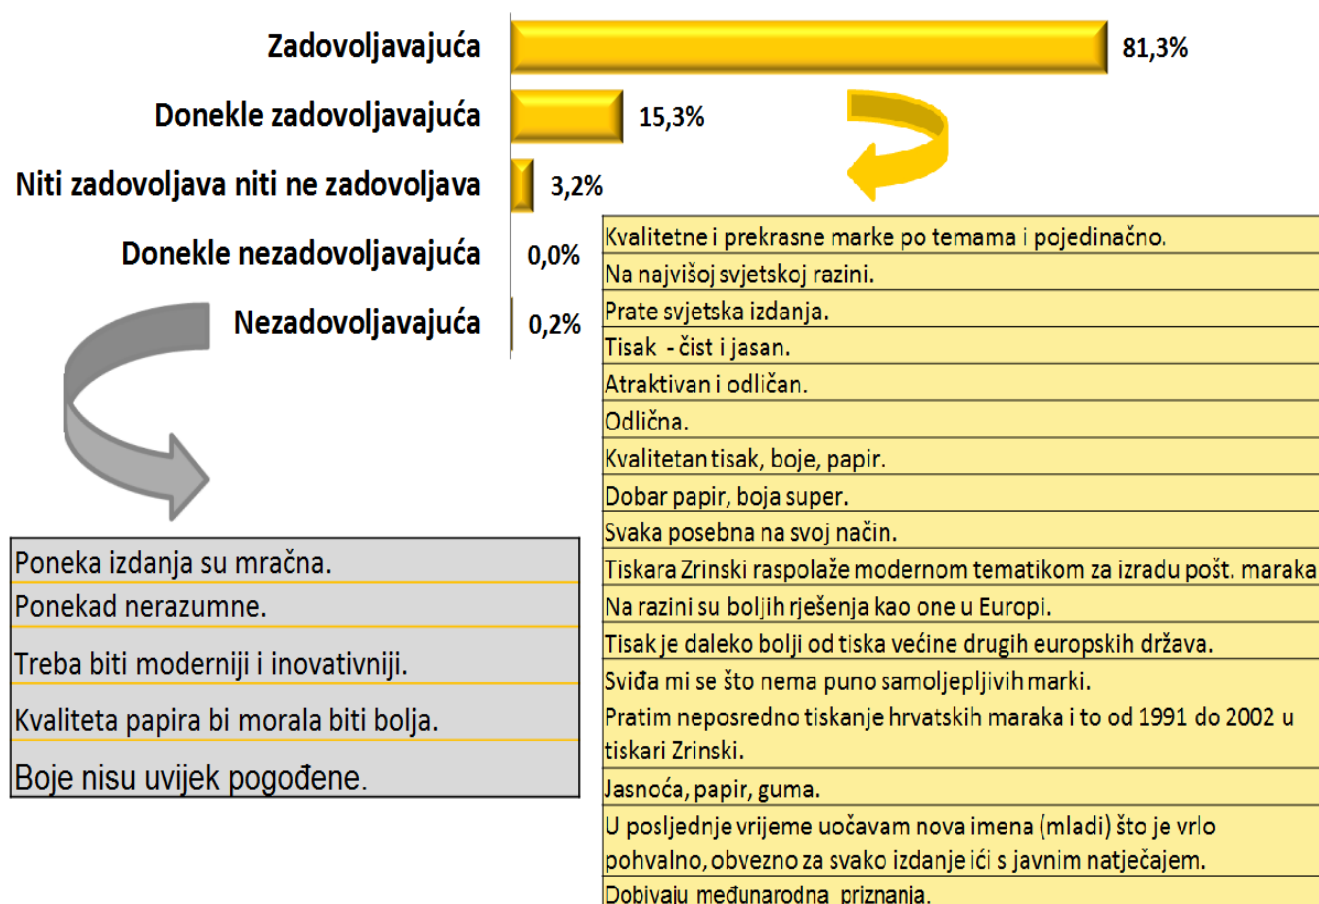 Zadovoljavajuća 81,3%
Donekle zadovoljavajuća 15,3%
Niti zadovoljava niti ne zadovoljava 3,2%
Donekle nezadovoljavajuća 0,0%
Nezadovoljavajuća 0,2%
Poneka izdanja su mračna.
Ponekad nerazumne.
Treba biti moderniji i inovativniji.
Kvaliteta papira bi morala biti bolja.
Boje nisu uvijek pogođene.
Kvalitetne i prekrasne marke po temama i pojedinačno.
Na najvišoj svjetskoj razini.
Prate svjetska izdanja.
Tisak - čist i jasan.
Atraktivan i odličan.
Odlična.
Kvalitetan tisak, boje, papir.
Dobar papir, boja super.
Svaka posebna na svoj način.
Tiskara Zrinski raspolaže modernom tematikom za izradu pošt. maraka
Na razini su boljih rješenja kao one u Europi.
Tisak je daleko bolji od tiska većine drugih europskih država.
Sviđa mi se što nema puno samoljepljivih marki.
Pratim neposredno tiskanje hrvatskih maraka i to od 1991 do 2002 u
tiskari Zrinski.
Jasnoća, papir, guma.
U posljednje vrijeme uočavam nova imena (mladi) što je vrlo
pohvalno, obvezno za svako izdanje ići s javnim natječajem.
Dobivaju međunarodna priznanja.